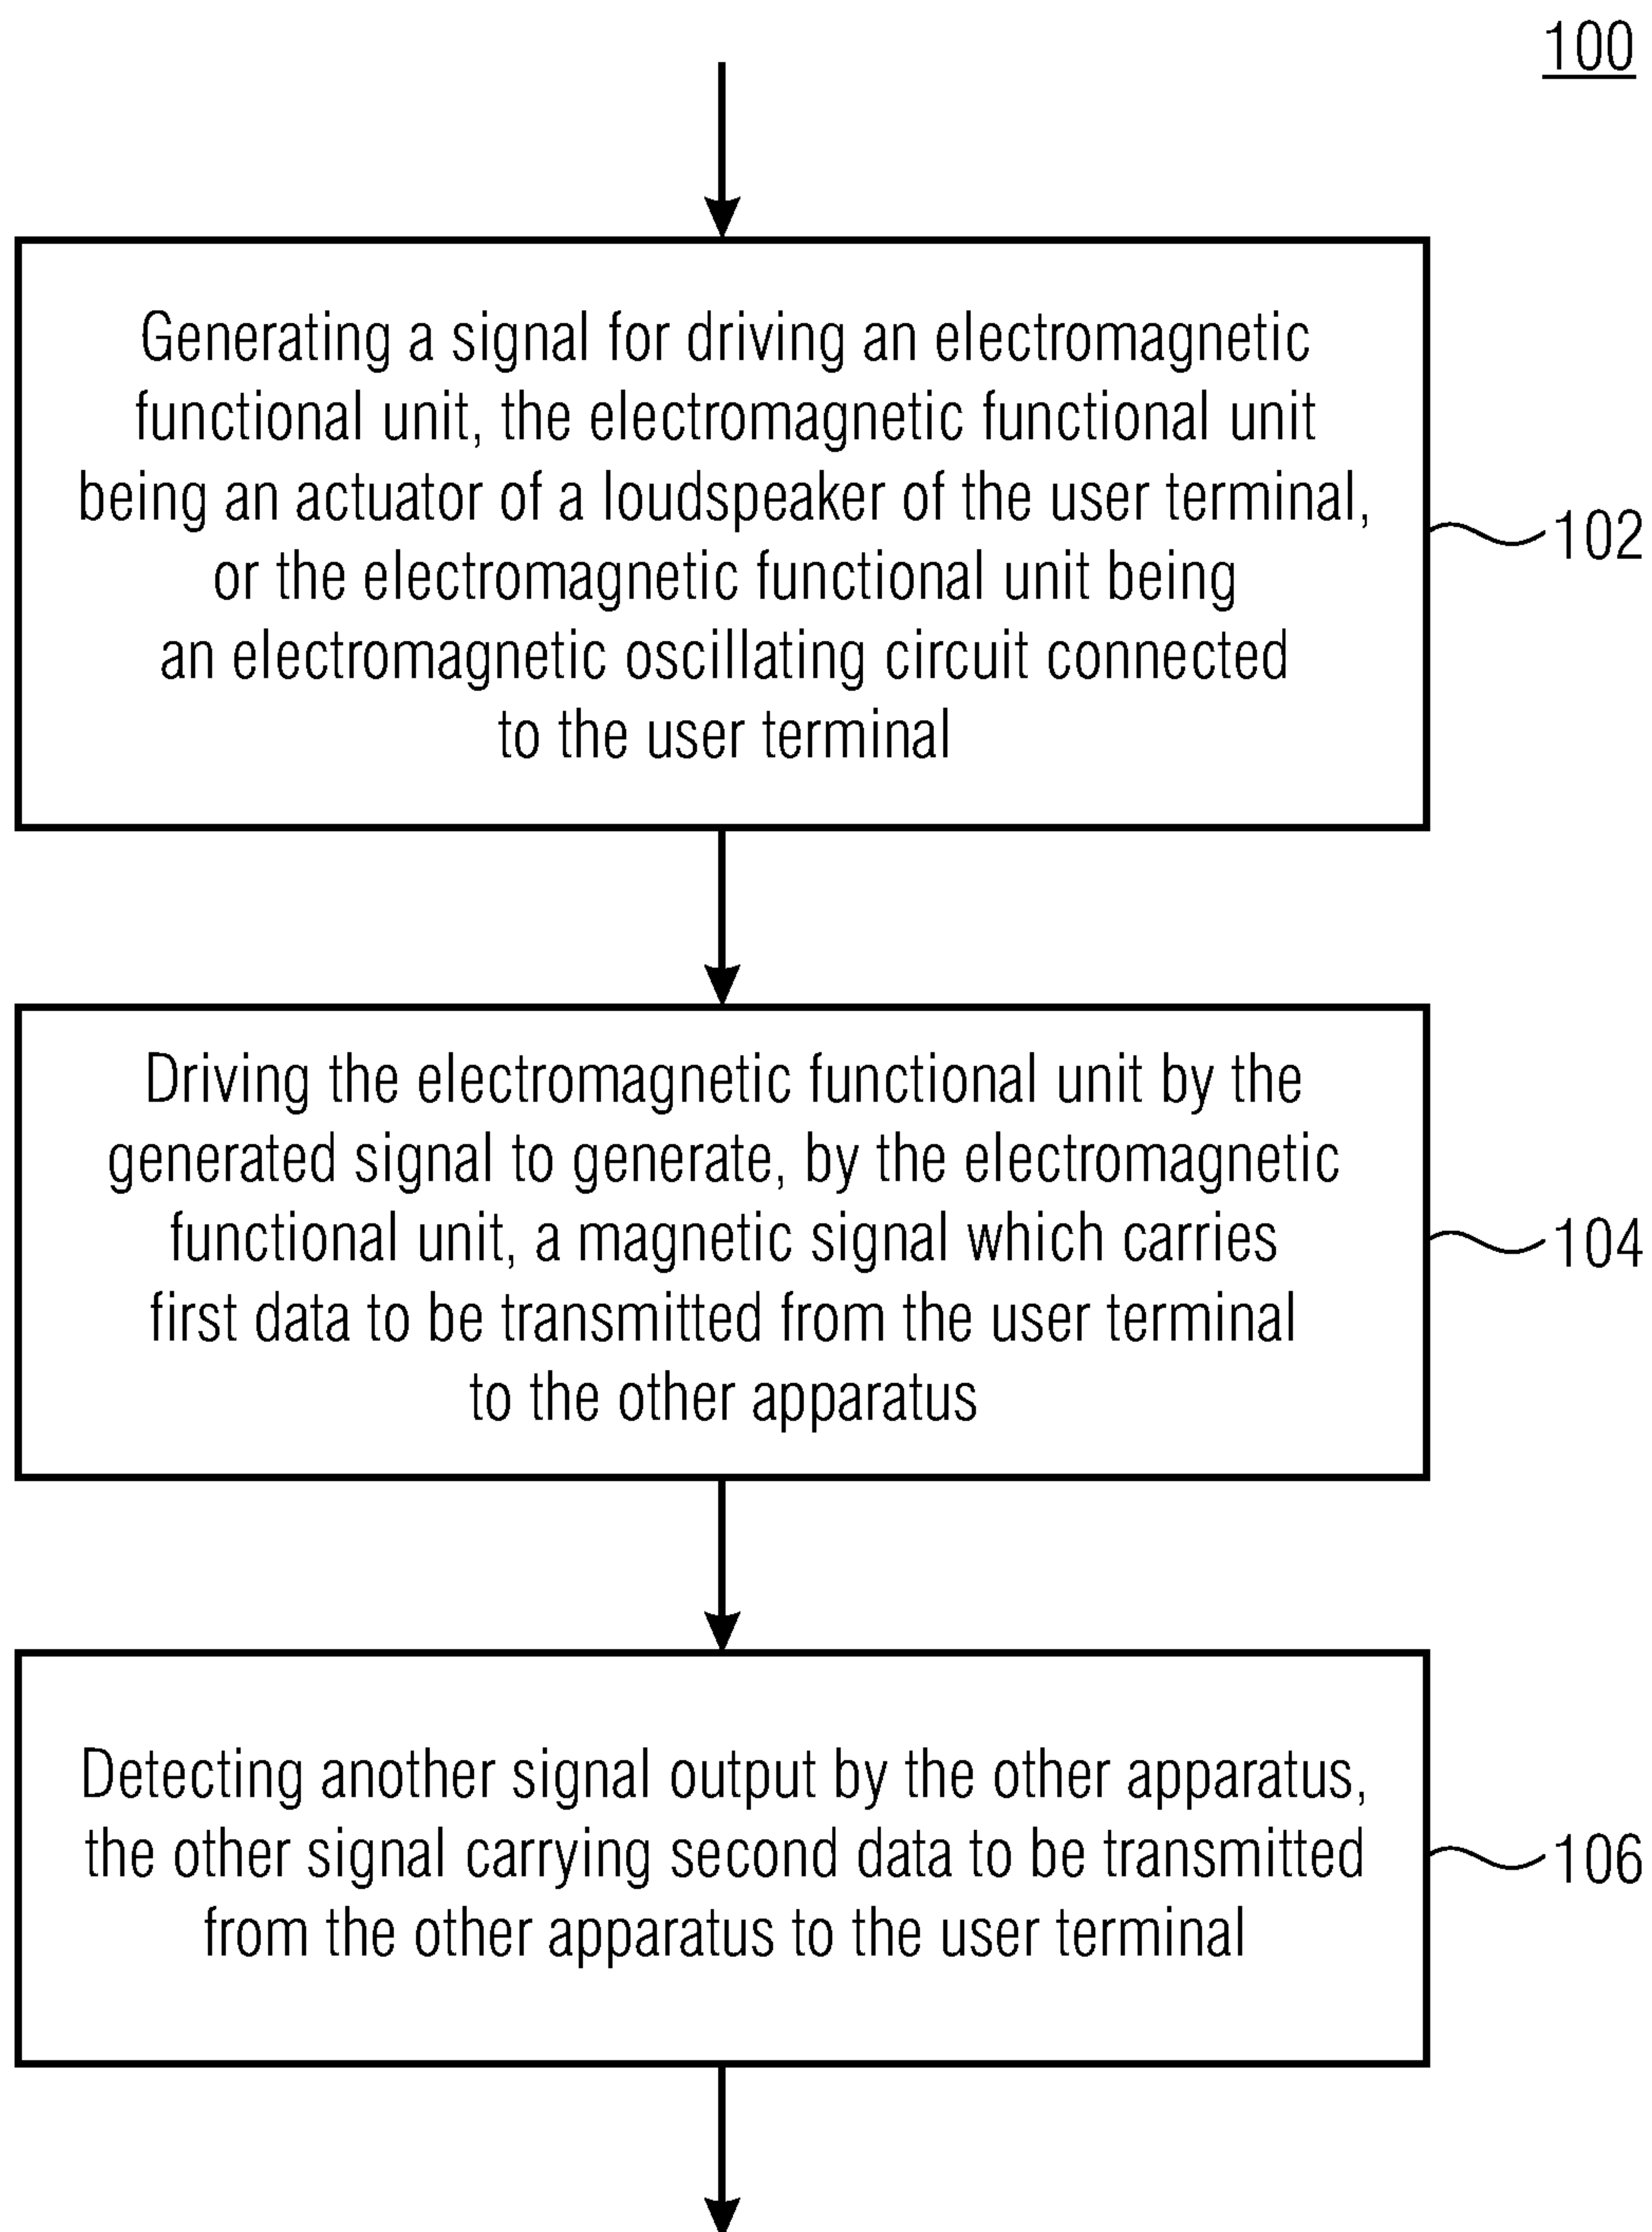 100
Generating a signal for driving an electromagnetic
functional unit, the electromagnetic functional unit
being an actuator of a loudspeaker of the user terminal,
or the electromagnetic functional unit being
an electromagnetic oscillating circuit connected
to the user terminal
102
Driving the electromagnetic functional unit by the
generated signal to generate, by the electromagnetic
functional unit, a magnetic signal which carries
first data to be transmitted from the user terminal
to the other apparatus
104
Detecting another signal output by the other apparatus,
the other signal carrying second data to be transmitted
from the other apparatus to the user terminal
106